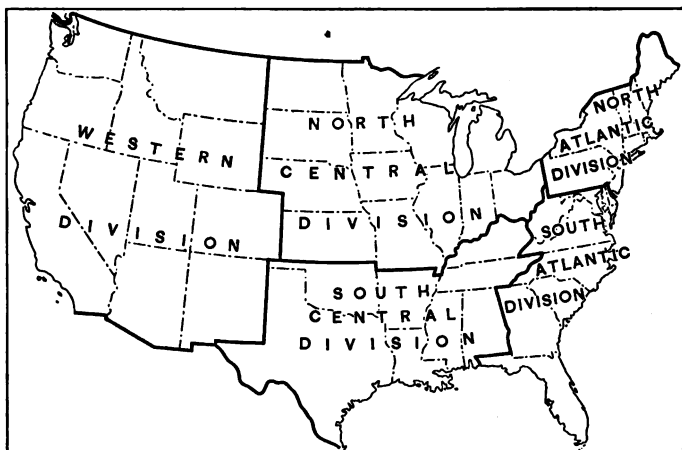 WESTERN
DIVISION
NORTH
CENTRAL
DIVISION
NORTH
ATLANTIC
DIVISION
SOUTH
ATLANTIC
DIVISION
SOUTH
CENTRAL
DIVISION